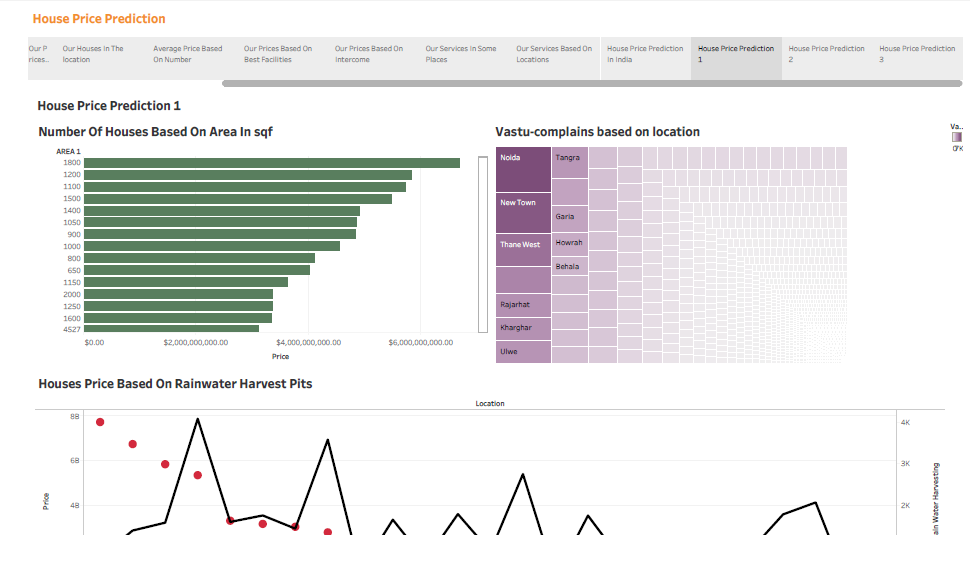 House Price Prediction
Our P
rices..
Our Houses In The
location
Average Price Based
On Number
Our Prices Based On
Best Facilities
Our Prices Based On
Intercome
Our Services In Some
Places
Our Services Based On
Locations
House Price Prediction
In India
House Price Prediction
1
House Price Prediction
2
House Price Prediction
3
House Price Prediction 1
Number Of Houses Based On Area In sqf
AREA 1
1800
1200
1100
1500
1400
1050
900
1000
800
650
1150
2000
1250
1600
4527
$0.00 $2,000,000,000.00 $4,000,000,000.00 $6,000,000,000.00
Price
Vastu-complains based on location
Noida
New Town
Thane West
Rajarhat
Kharghar
Ulwe
Tangra
Garia
Howrah
Behala
Va..
Houses Price Based On Rainwater Harvest Pits
Location
8B
6B
4B
Price
4K
3K
2K
ain Water Harvesting